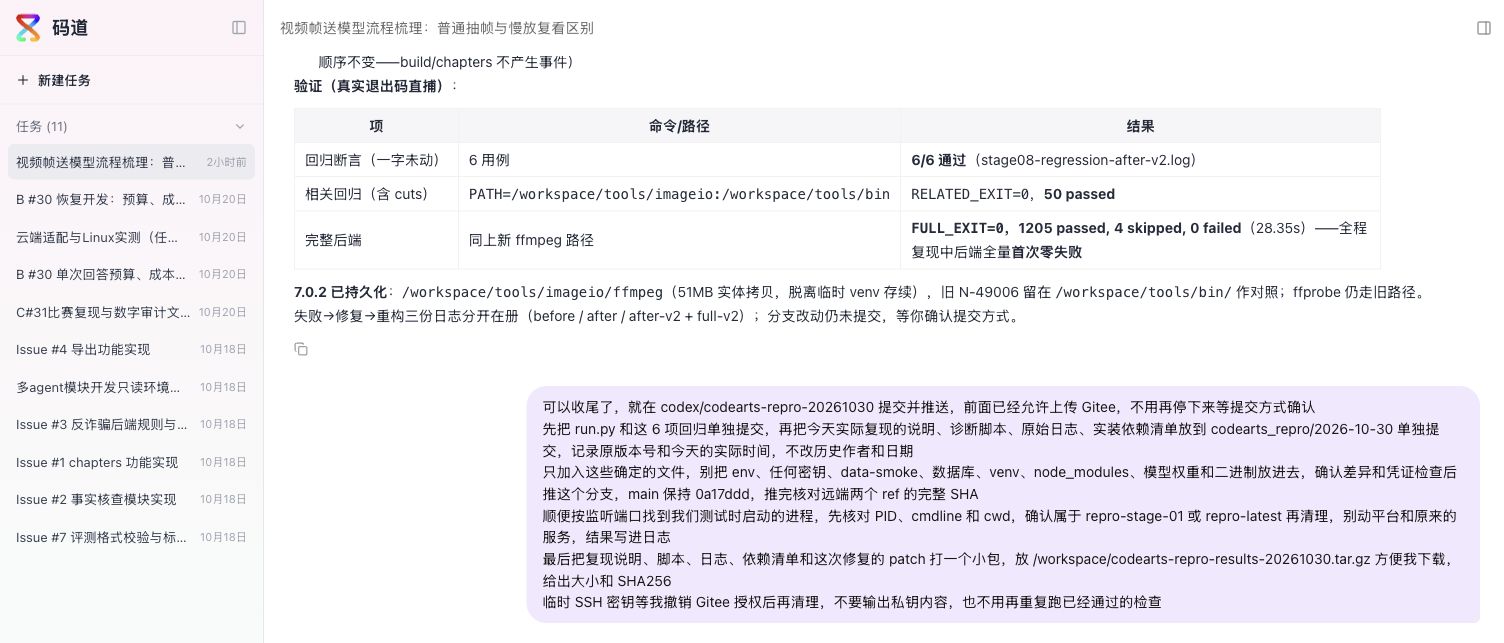 码道
视频帧送模型流程梳理：普通抽帧与慢放复看区别
+ 新建任务
任务 (11)
视频帧送模型流程梳理：普... 2小时前
B #30 恢复开发：预算、成... 10月20日
云端适配与Linux实测（任... 10月20日
B #30 单次回答预算、成本... 10月20日
C#31比赛复现与数字审计文... 10月20日
Issue #4 导出功能实现 10月18日
多agent模块开发只读环境... 10月18日
Issue #3 反诈骗后端规则与... 10月18日
Issue #1 chapters 功能实现 10月18日
Issue #2 事实核查模块实现 10月18日
Issue #7 评测格式校验与标... 10月18日
顺序不变——build/chapters 不产生事件）
验证（真实退出码直捕）：
项 命令/路径 结果
回归断言（一字未动） 6 用例 6/6 通过（stage08-regression-after-v2.log)
相关回归（含 cuts） PATH=/workspace/tools/imageio:/workspace/tools/bin RELATED_EXIT=0，50 passed
完整后端 同上新 ffmpeg 路径 FULL_EXIT=0，1205 passed, 4 skipped, 0 failed（28.35s）——全程
复现中后端全量首次零失败
7.0.2 已持久化：/workspace/tools/imageio/ffmpeg（51MB 实体拷贝，脱离临时 venv 存续），旧 N-49006 留在 /workspace/tools/bin/ 作对照；ffprobe 仍走旧路径。
失败→修复→重构三份日志分开在册（before / after / after-v2 + full-v2）；分支改动仍未提交，等你确认提交方式。
可以收尾了，就在 codex/codearts-repro-20261030 提交并推送，前面已经允许上传 Gitee，不用再停下来等提交方式确认
先把 run.py 和这 6 项回归单独提交，再把今天实际复现的说明、诊断脚本、原始日志、实装依赖清单放到 codearts_repro/2026-10-30 单独提
交，记录原版本号和今天的实际时间，不改历史作者和日期
只加入这些确定的文件，别把 env、任何密钥、data-smoke、数据库、venv、node_modules、模型权重和二进制放进去，确认差异和凭证检查后
推这个分支，main 保持 0a17ddd，推完核对远端两个 ref 的完整 SHA
顺便按监听端口找到我们测试时启动的进程，先核对 PID、cmdline 和 cwd，确认属于 repro-stage-01 或 repro-latest 再清理，别动平台和原来的
服务，结果写进日志
最后把复现说明、脚本、日志、依赖清单和这次修复的 patch 打一个小包，放 /workspace/codearts-repro-results-20261030.tar.gz 方便我下载，
给出大小和 SHA256
临时 SSH 密钥等我撤销 Gitee 授权后再清理，不要输出私钥内容，也不用再重复跑已经通过的检查